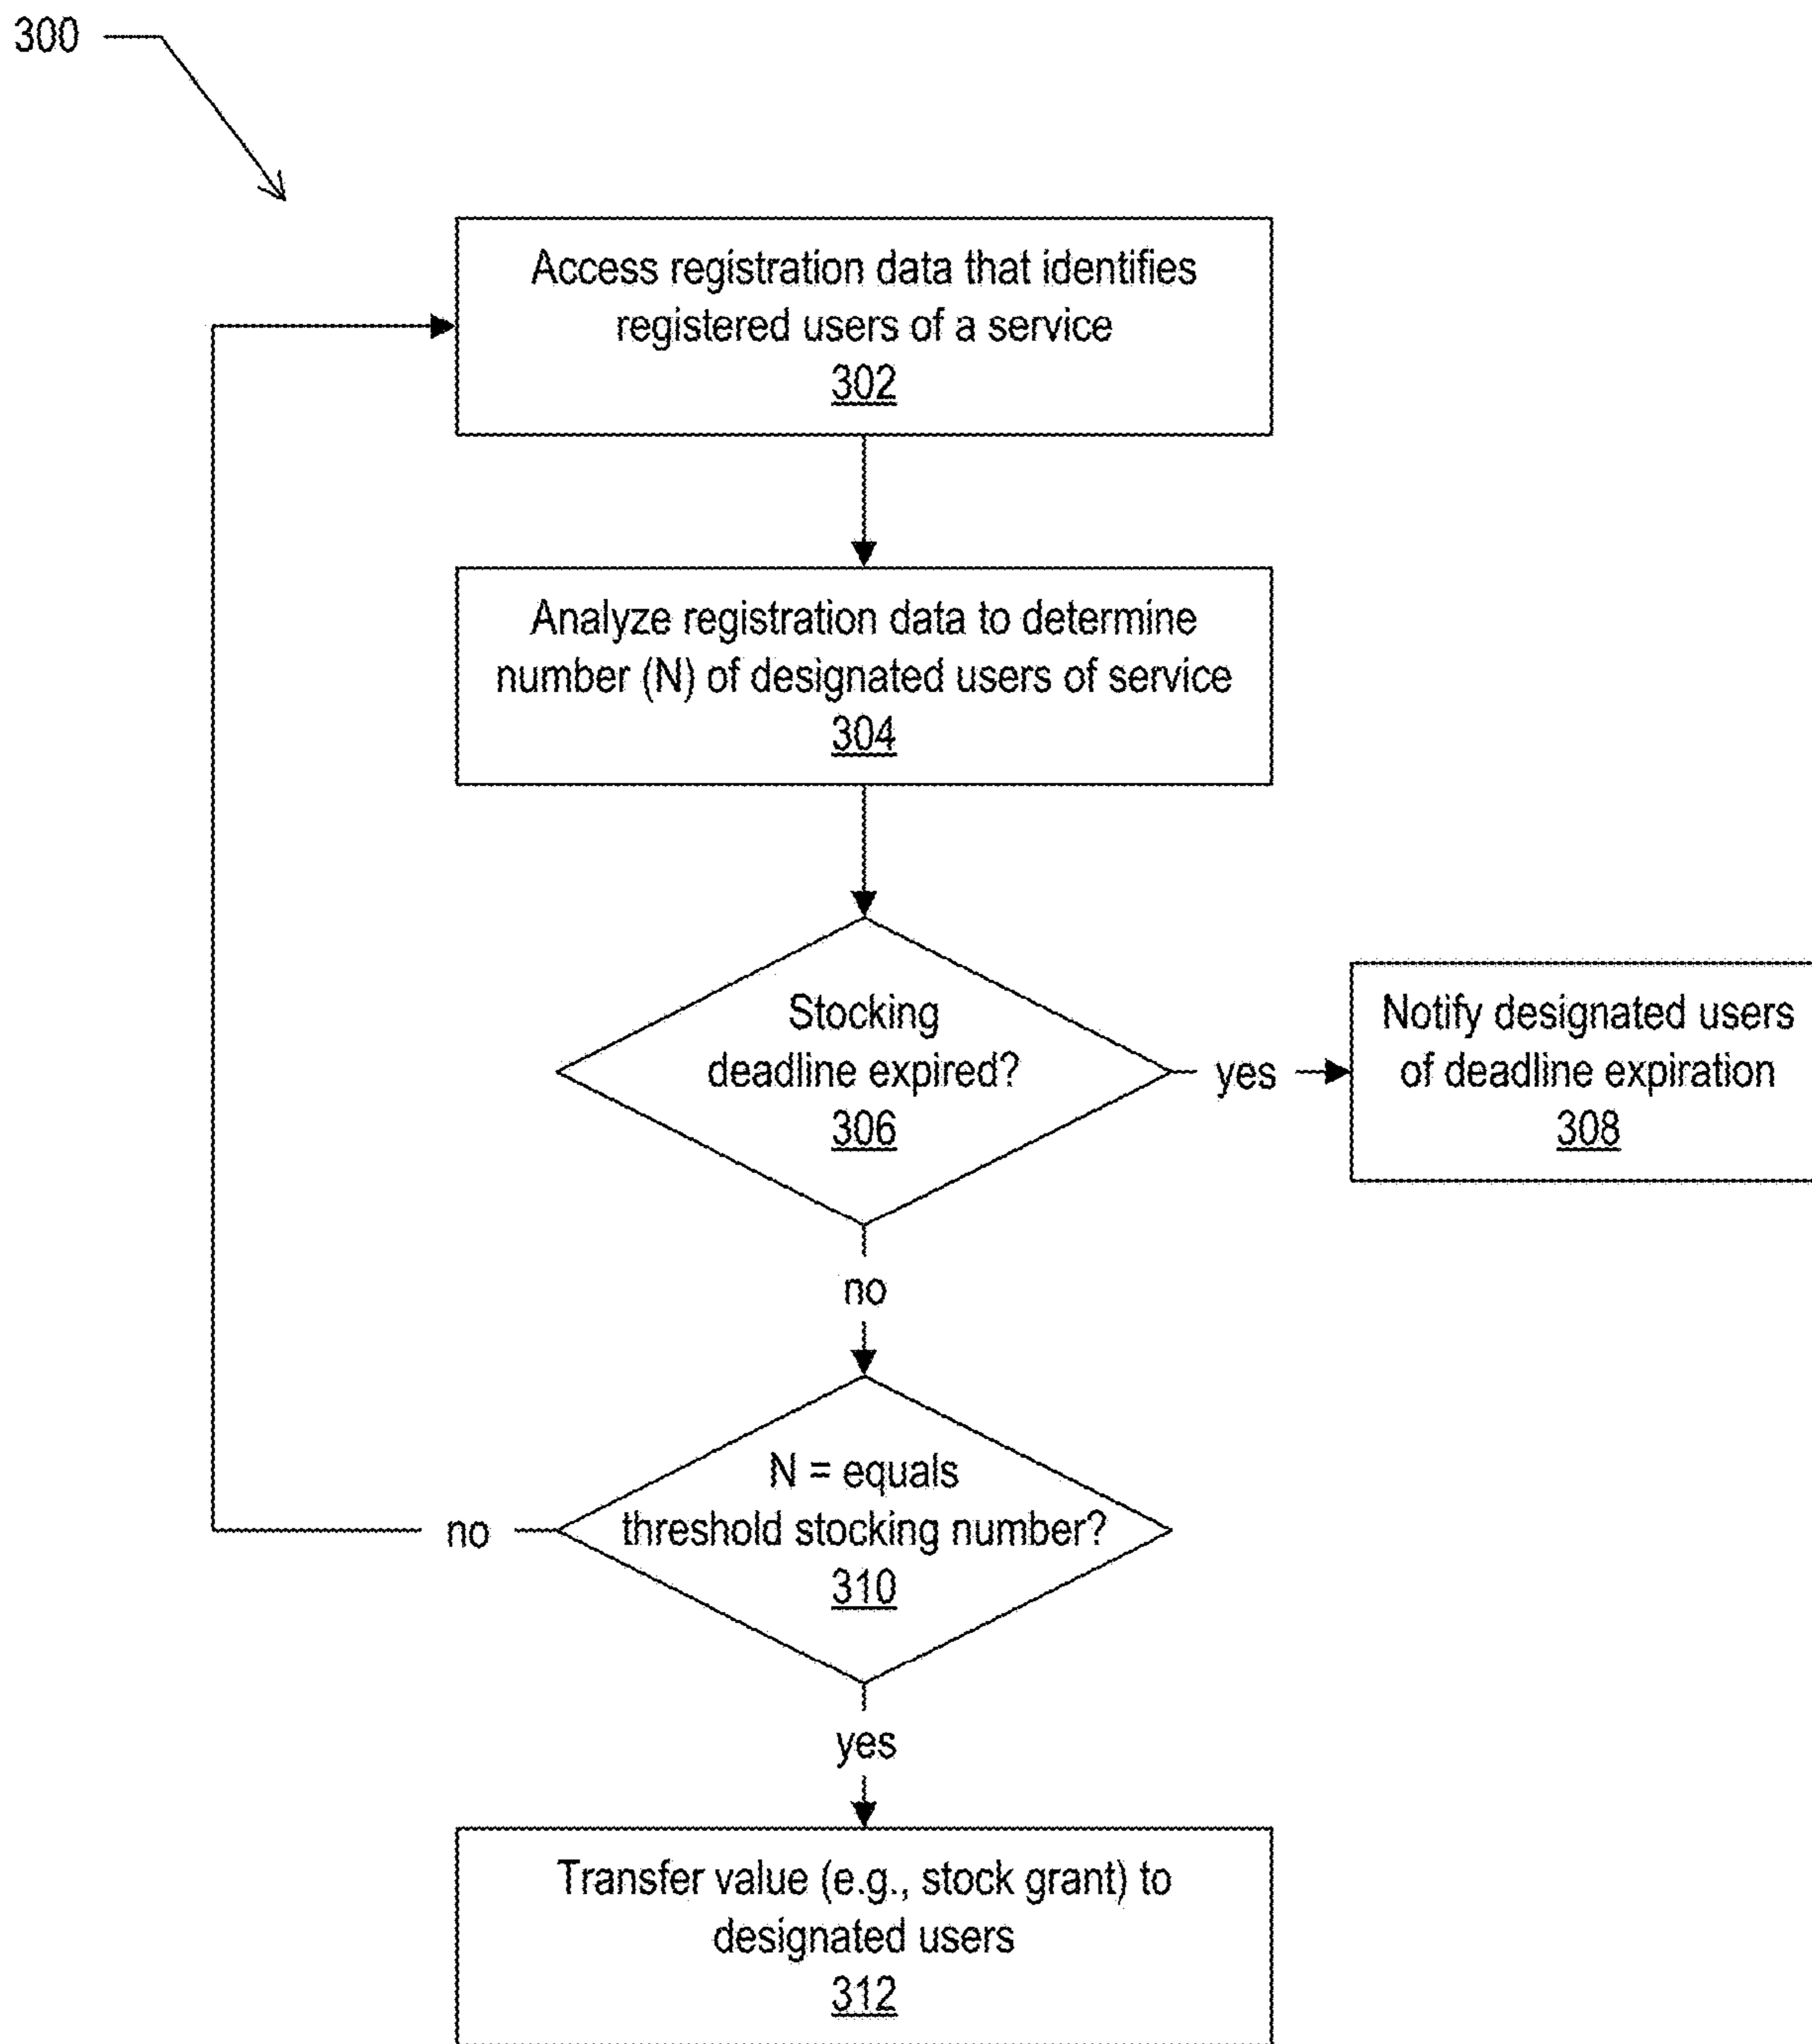 300
Access registration data that identifies
registered users of a service
302
Analyze registration data to determine
number (N) of designated users of service
304
Stocking
deadline expired?
306
yes
Notify designated users
of deadline expiration
308
no
N = equals
threshold stocking number?
310
no
yes
Transfer value (e.g., stock grant) to
designated users
312